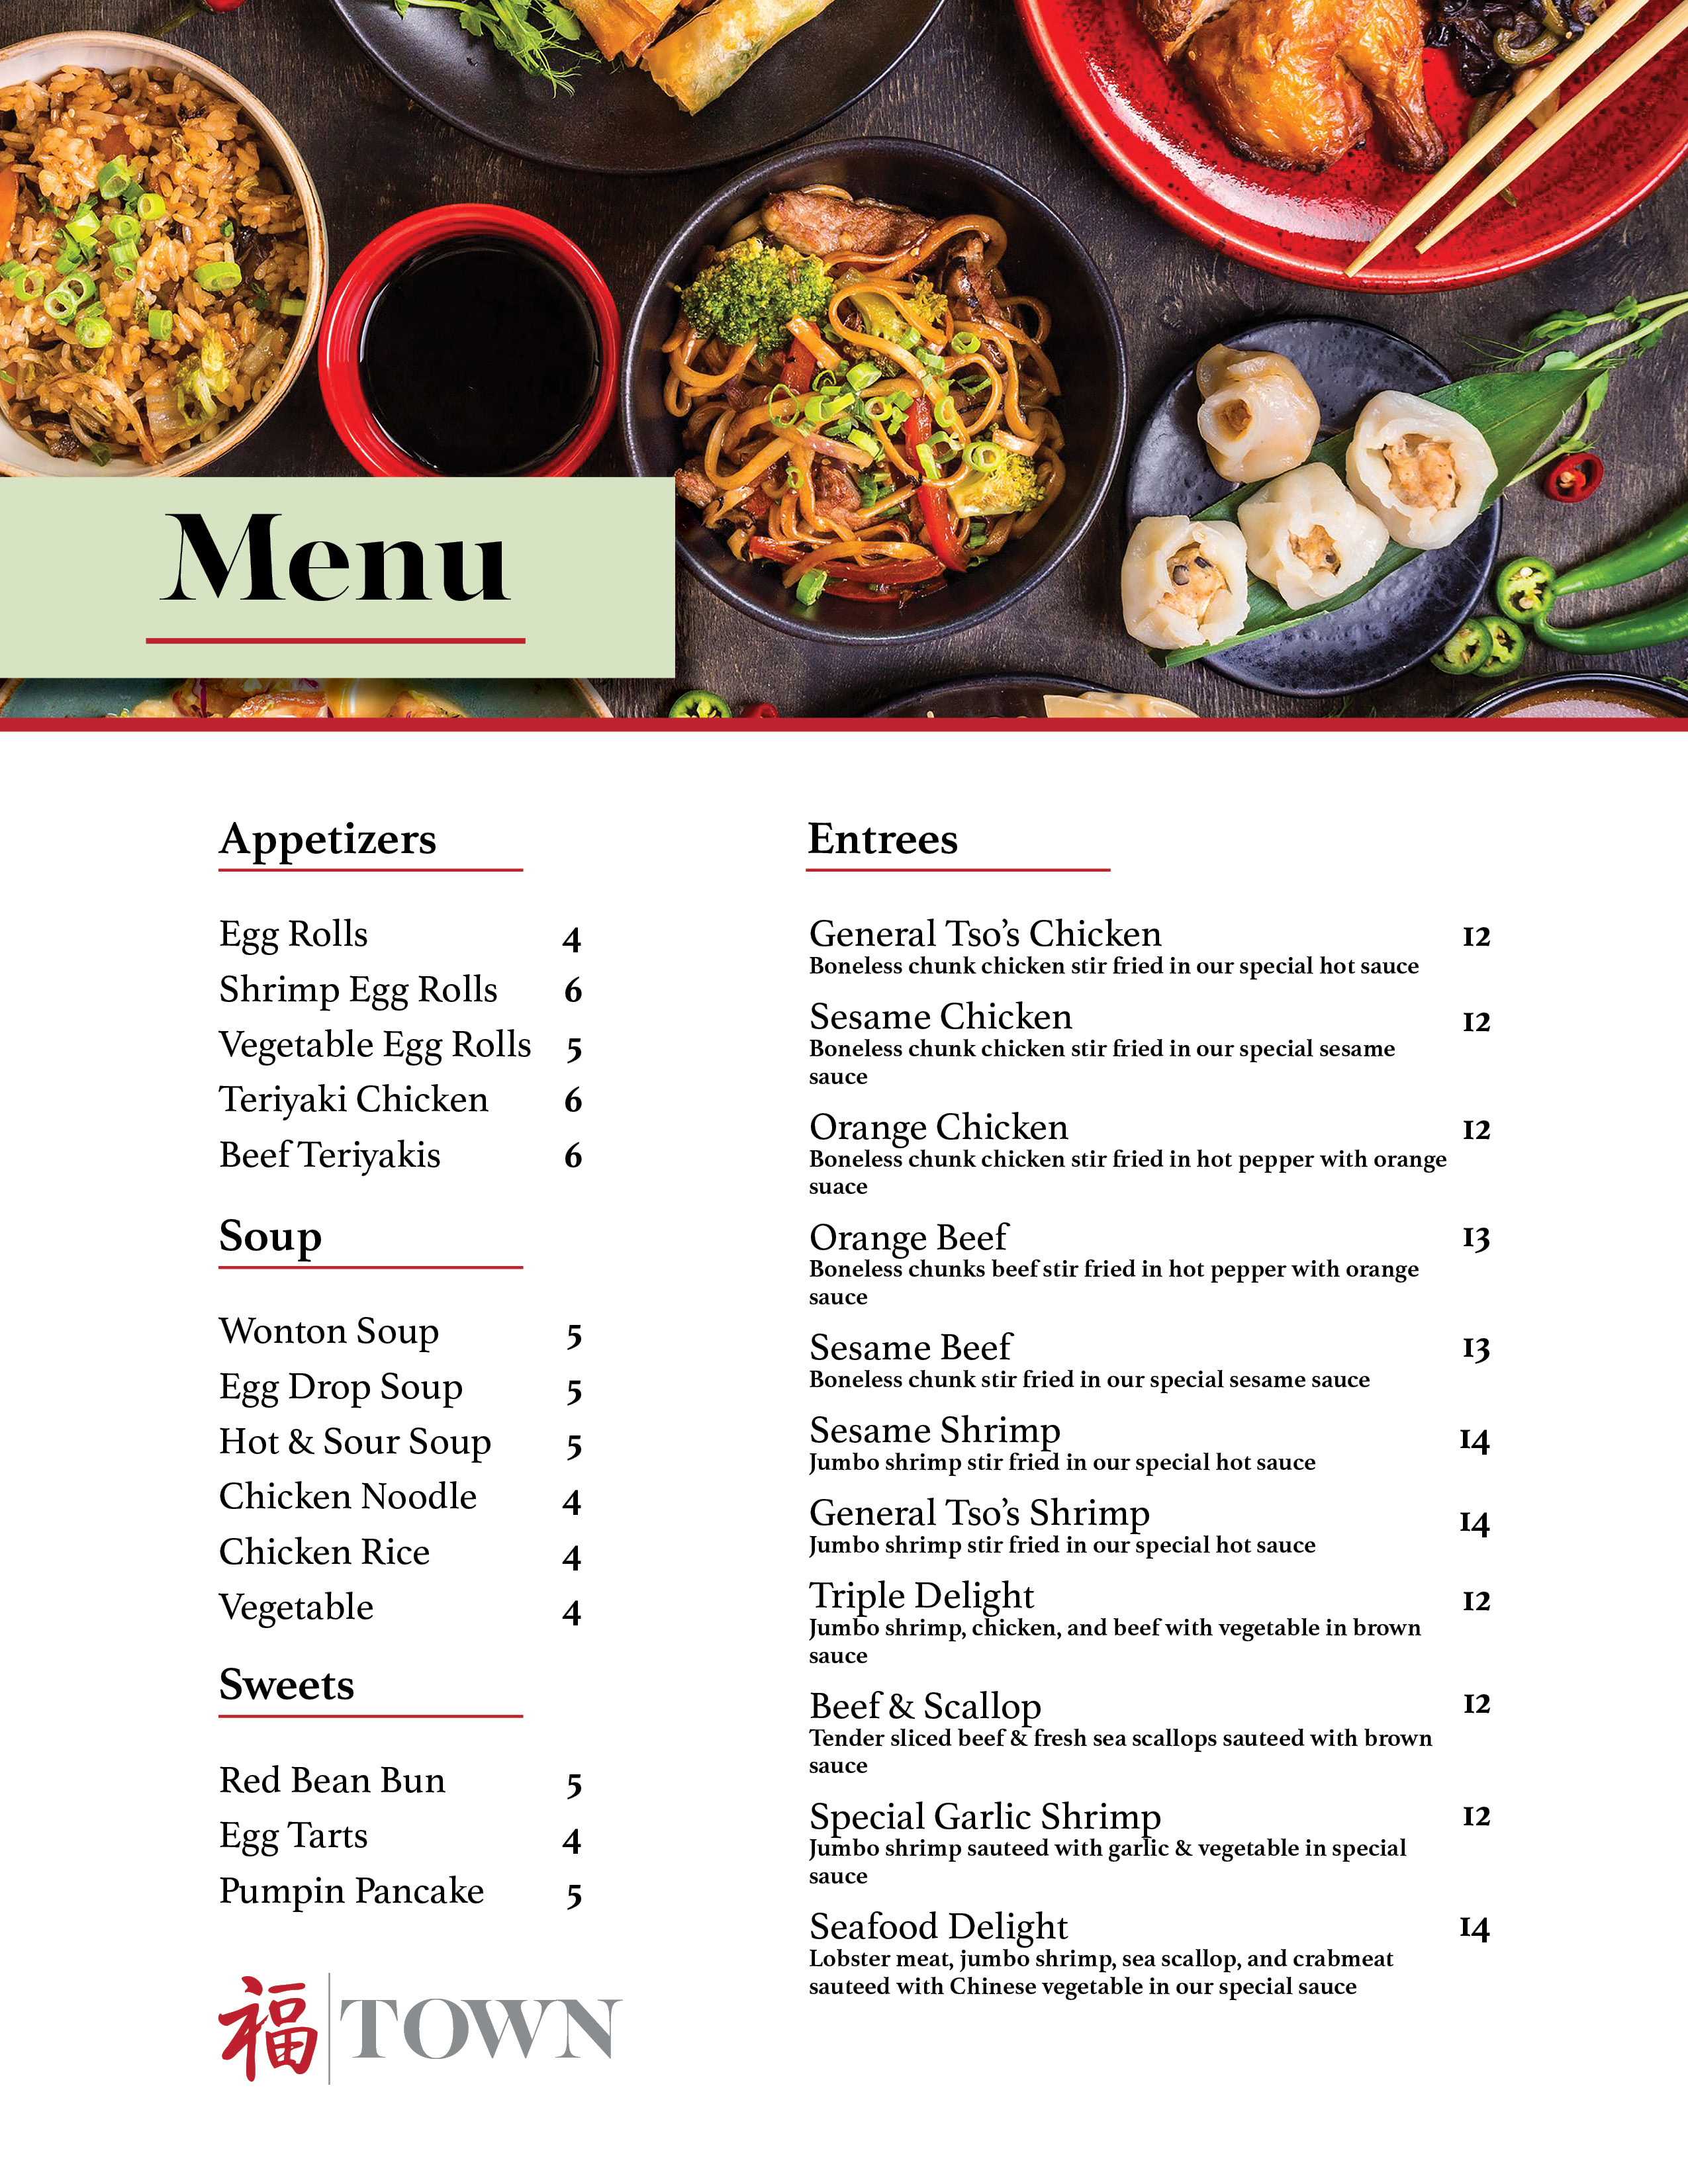 Menu
Appetizers
Egg Rolls 4
Shrimp Egg Rolls 6
Vegetable Egg Rolls 5
Teriyaki Chicken 6
Beef Teriyakis 6
Soup
Wonton Soup 5
Egg Drop Soup 5
Hot & Sour Soup 5
Chicken Noodle 4
Chicken Rice 4
Vegetable 4
Sweets
Red Bean Bun 5
Egg Tarts 4
Pumpin Pancake 5
福 TOWN
Entrees
General Tso’s Chicken 12
Boneless chunk chicken stir fried in our special hot sauce
Sesame Chicken 12
Boneless chunk chicken stir fried in our special sesame
sauce
Orange Chicken 12
Boneless chunk chicken stir fried in hot pepper with orange
suace
Orange Beef 13
Boneless chunks beef stir fried in hot pepper with orange
sauce
Sesame Beef 13
Boneless chunk stir fried in our special sesame sauce
Sesame Shrimp 14
Jumbo shrimp stir fried in our special hot sauce
General Tso’s Shrimp 14
Jumbo shrimp stir fried in our special hot sauce
Triple Delight 12
Jumbo shrimp, chicken, and beef with vegetable in brown
sauce
Beef & Scallop 12
Tender sliced beef & fresh sea scallops sauteed with brown
sauce
Special Garlic Shrimp 12
Jumbo shrimp sauteed with garlic & vegetable in special
sauce
Seafood Delight 14
Lobster meat, jumbo shrimp, sea scallop, and crabmeat
sauteed with Chinese vegetable in our special sauce